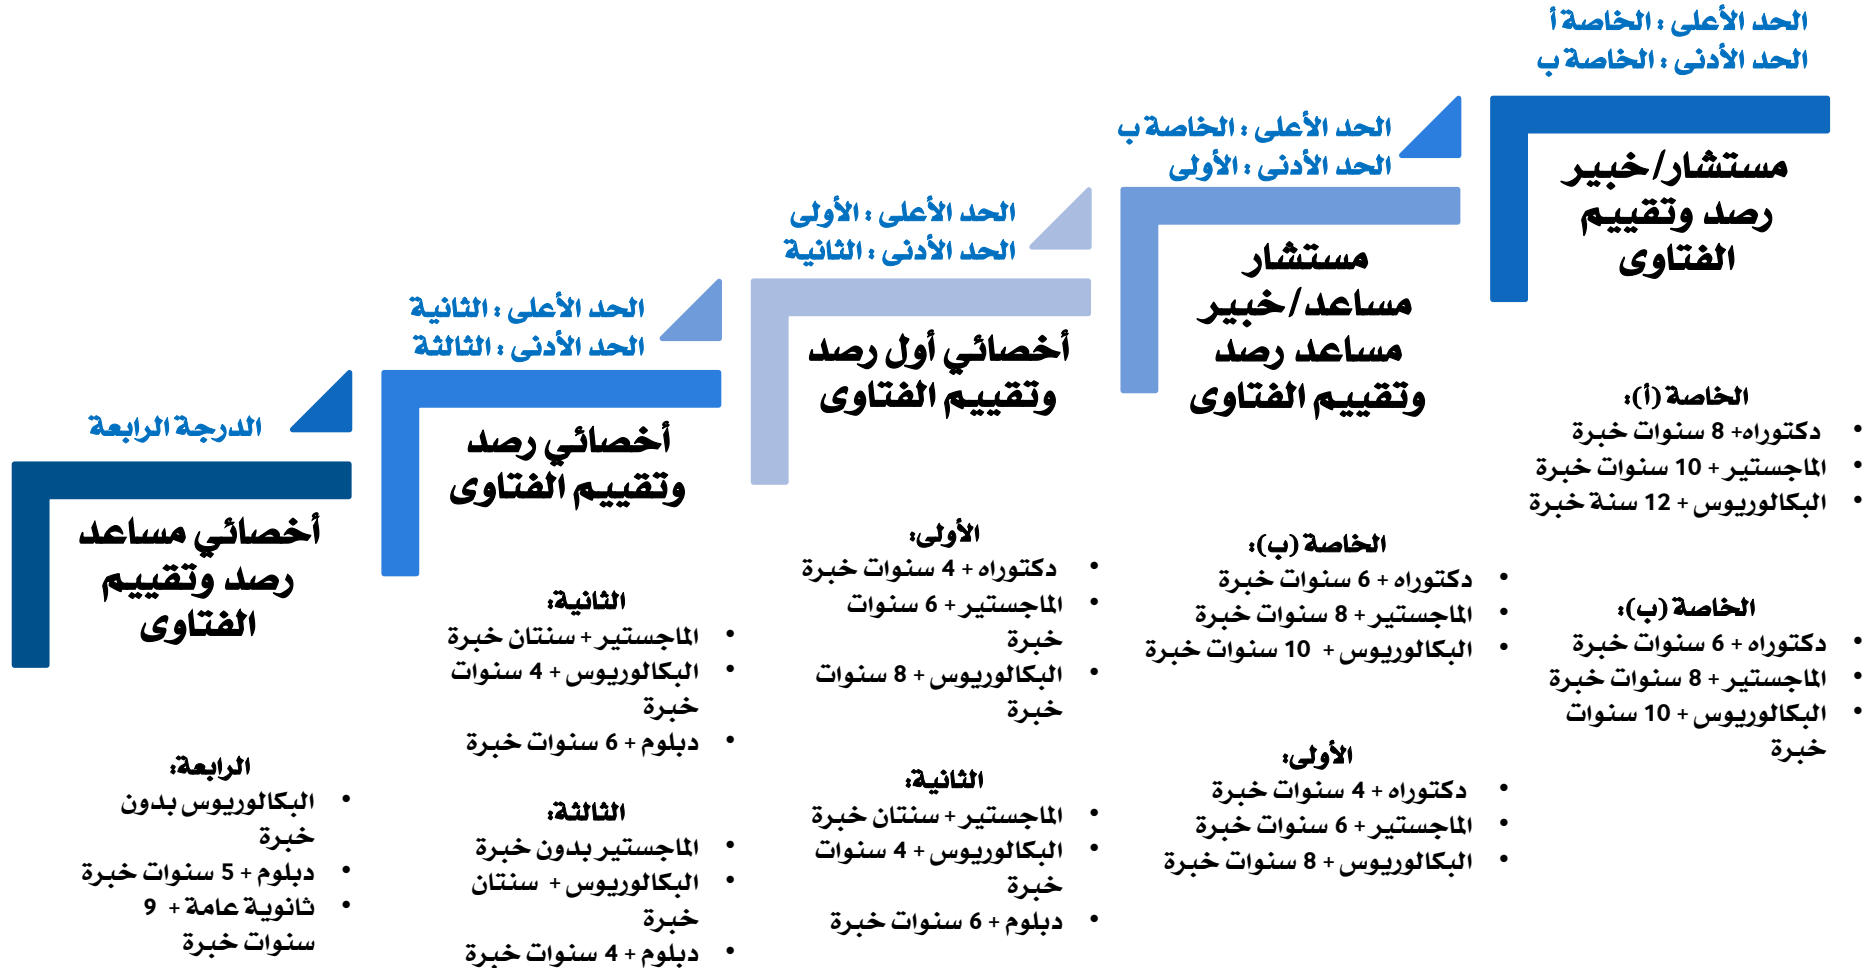 الحد الأعلى : الخاصة أ
الحد الأدنى : الخاصة ب
مستشار/خبير
رصد وتقييم
الفتاوى
الخاصة (أ):
• دكتوراه+ 8 سنوات خبرة
• الماجستير + 10 سنوات خبرة
• البكالوريوس + 12 سنة خبرة
الخاصة (ب):
• دكتوراه + 6 سنوات خبرة
• الماجستير + 8 سنوات خبرة
• البكالوريوس + 10 سنوات
خبرة
الحد الأعلى : الخاصة ب
الحد الأدنى : الأولى
مستشار
مساعد/خبير
مساعد رصد
وتقييم الفتاوى
الخاصة (ب):
• دكتوراه + 6 سنوات خبرة
• الماجستير + 8 سنوات خبرة
• البكالوريوس + 10 سنوات خبرة
الأولى:
• دكتوراه + 4 سنوات خبرة
• الماجستير + 6 سنوات خبرة
• البكالوريوس + 8 سنوات خبرة
الحد الأعلى : الأولى
الحد الأدنى : الثانية
أخصائي أول رصد
وتقييم الفتاوى
الأولى:
• دكتوراه + 4 سنوات خبرة
• الماجستير + 6 سنوات
خبرة
• البكالوريوس + 8 سنوات
خبرة
الثانية:
• الماجستير + سنتان خبرة
• البكالوريوس + 4 سنوات
خبرة
• دبلوم + 6 سنوات خبرة
الحد الأعلى : الثانية
الحد الأدنى : الثالثة
أخصائي رصد
وتقييم الفتاوى
الثانية:
• الماجستير + سنتان خبرة
• البكالوريوس + 4 سنوات
خبرة
• دبلوم + 6 سنوات خبرة
الثالثة:
• الماجستير بدون خبرة
• البكالوريوس + سنتان
خبرة
• دبلوم + 4 سنوات خبرة
الدرجة الرابعة
أخصائي مساعد
رصد وتقييم
الفتاوى
الرابعة:
• البكالوريوس بدون
خبرة
• دبلوم + 5 سنوات خبرة
• ثانوية عامة + 9
سنوات خبرة